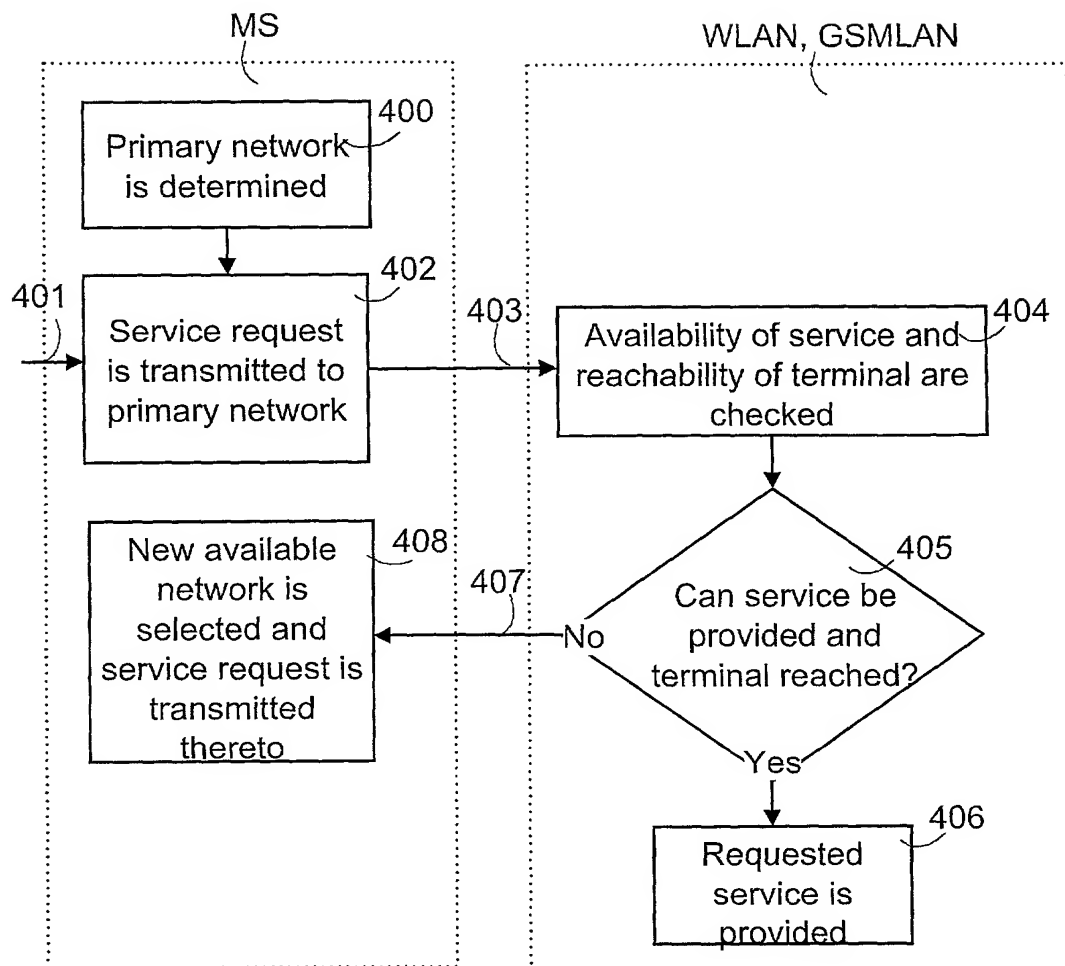 MS
WLAN, GSMLAN
400
Primary network
is determined
401
402
Service request
is transmitted to
primary network
403
404
Availability of service and
reachability of terminal are
checked
405
Can service be
provided and
terminal reached?
No
Yes
407
408
New available
network is
selected and
service request is
transmitted
thereto
406
Requested
service is
provided